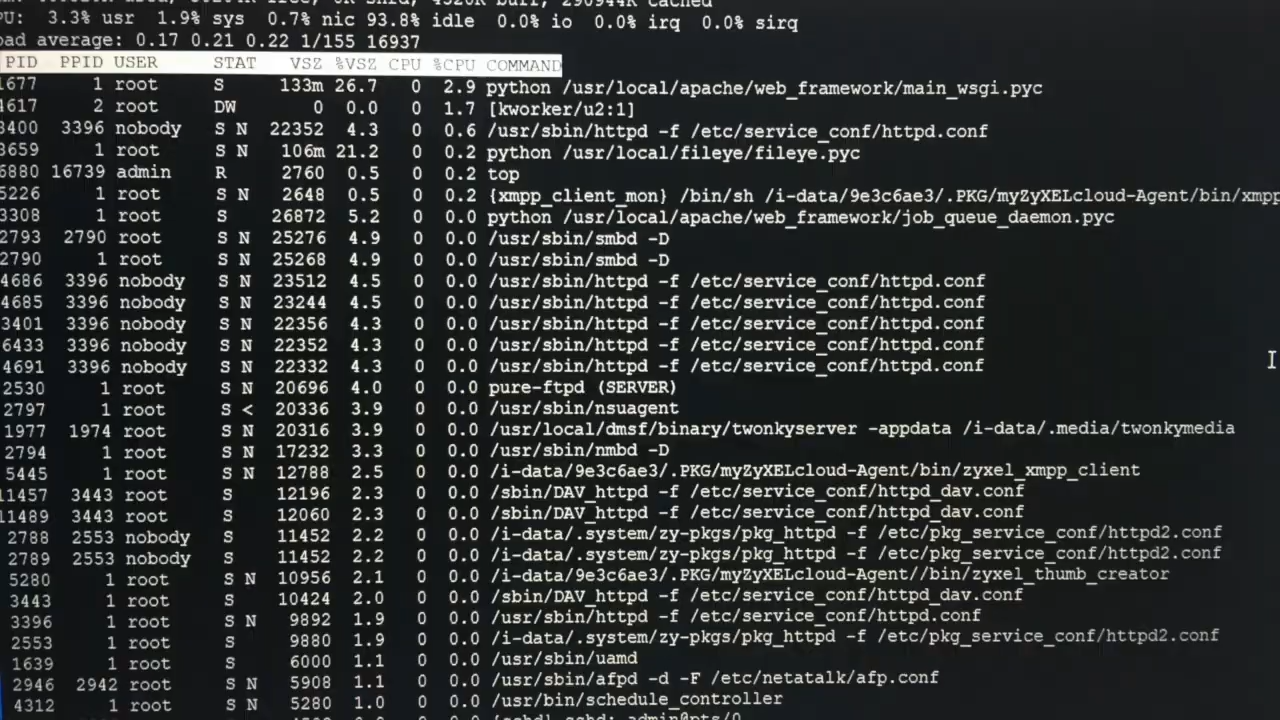 U: 3.3% usr 1.9% sys 0.7% nic 93.8% idle 0.0% io 0.0% irq 0.0% sirq
oad average: 0.17 0.21 0.22 1/155 16937
PID PPID USER STAT VSZ %VSZ CPU %CPU COMMAND
1677 1 root S 133m 26.7 0 2.9 python /usr/local/apache/web_framework/main_wsgi.pyc
4617 2 root DW 0 0.0 0 1.7 [kworker/u2:1]
3400 3396 nobody S N 22352 4.3 0 0.6 /usr/sbin/httpd -f /etc/service_conf/httpd.conf
3659 1 root S N 106m 21.2 0 0.2 python /usr/local/fileye/fileye.pyc
6880 16739 admin R 2760 0.5 0 0.2 top
5226 1 root S N 2648 0.5 0 0.2 {xmpp_client_mon} /bin/sh /i-data/9e3c6ae3/.PKG/myZyXELcloud-Agent/bin/xmpp
3308 1 root S 26872 5.2 0 0.0 python /usr/local/apache/web_framework/job_queue_daemon.pyc
2793 2790 root S N 25276 4.9 0 0.0 /usr/sbin/smbd -D
2790 1 root S N 25268 4.9 0 0.0 /usr/sbin/smbd -D
4686 3396 nobody S N 23512 4.5 0 0.0 /usr/sbin/httpd -f /etc/service_conf/httpd.conf
4685 3396 nobody S N 23244 4.5 0 0.0 /usr/sbin/httpd -f /etc/service_conf/httpd.conf
3401 3396 nobody S N 22356 4.3 0 0.0 /usr/sbin/httpd -f /etc/service_conf/httpd.conf
6433 3396 nobody S N 22352 4.3 0 0.0 /usr/sbin/httpd -f /etc/service_conf/httpd.conf
4691 3396 nobody S N 22332 4.3 0 0.0 /usr/sbin/httpd -f /etc/service_conf/httpd.conf
2530 1 root S N 20696 4.0 0 0.0 pure-ftpd (SERVER)
2797 1 root S < 20336 3.9 0 0.0 /usr/sbin/nsuagent
1977 1974 root S N 20316 3.9 0 0.0 /usr/local/dmsf/binary/twonkyserver -appdata /i-data/.media/twonkymedia
2794 1 root S N 17232 3.3 0 0.0 /usr/sbin/nmbd -D
5445 1 root S N 12788 2.5 0 0.0 /i-data/9e3c6ae3/.PKG/myZyXELcloud-Agent/bin/zyxel_xmpp_client
11457 3443 root S 12196 2.3 0 0.0 /sbin/DAV_httpd -f /etc/service_conf/httpd_dav.conf
11489 3443 root S 12060 2.3 0 0.0 /sbin/DAV_httpd -f /etc/service_conf/httpd_dav.conf
2788 2553 nobody S 11452 2.2 0 0.0 /i-data/.system/zy-pkgs/pkg_httpd -f /etc/pkg_service_conf/httpd2.conf
2789 2553 nobody S 11452 2.2 0 0.0 /i-data/.system/zy-pkgs/pkg_httpd -f /etc/pkg_service_conf/httpd2.conf
5280 1 root S N 10956 2.1 0 0.0 /i-data/9e3c6ae3/.PKG/myZyXELcloud-Agent//bin/zyxel_thumb_creator
3443 1 root S 10424 2.0 0 0.0 /sbin/DAV_httpd -f /etc/service_conf/httpd_dav.conf
3396 1 root S N 9892 1.9 0 0.0 /usr/sbin/httpd -f /etc/service_conf/httpd.conf
2553 1 root S 9880 1.9 0 0.0 /i-data/.system/zy-pkgs/pkg_httpd -f /etc/pkg_service_conf/httpd2.conf
1639 1 root S 6000 1.1 0 0.0 /usr/sbin/uamd
2946 2942 root S N 5908 1.1 0 0.0 /usr/sbin/afpd -d -F /etc/netatalk/afp.conf
4312 1 root S N 5280 1.0 0 0.0 /usr/bin/schedule_controller